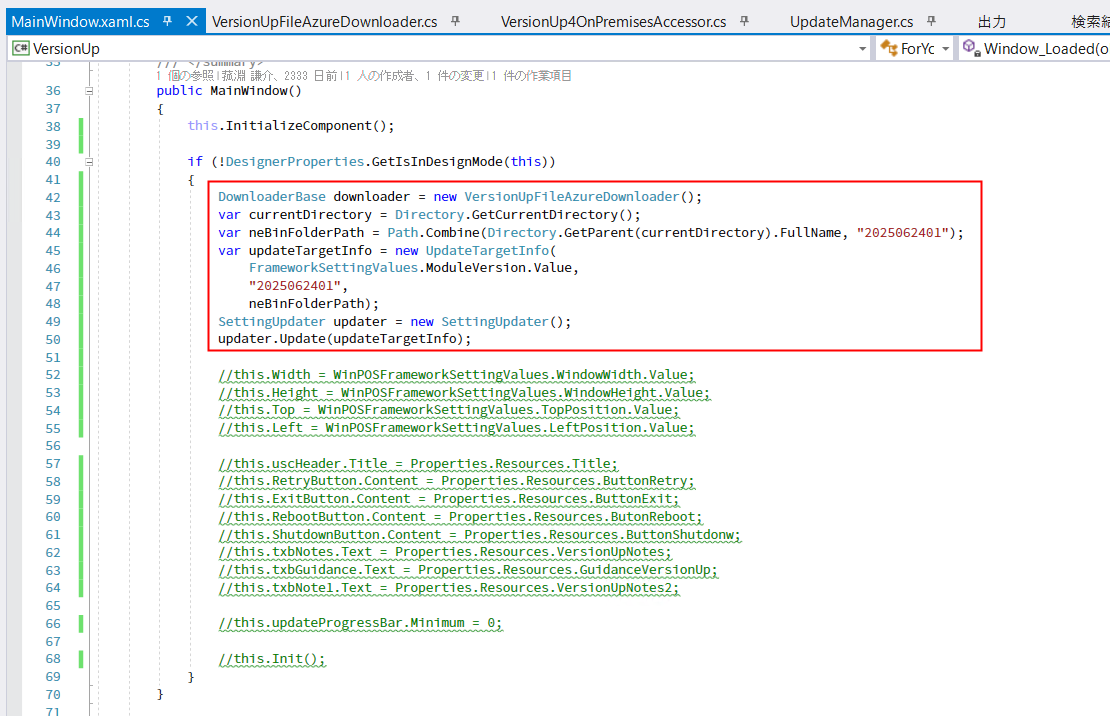 MainWindow.xaml.cs VersionUpFileAzureDownloader.cs VersionUp4OnPremisesAccessor.cs UpdateManager.cs 出力 検索結
C# VersionUp ForYc Window_Loaded(o
35 /// </summary>
1 個の参照|菰淵 謙介、2333 日前|1 人の作成者、1 件の変更|1 件の作業項目
36 public MainWindow()
37 {
38 this.InitializeComponent();
39
40 if (!DesignerProperties.GetIsInDesignMode(this))
41 {
42 DownloaderBase downloader = new VersionUpFileAzureDownloader();
43 var currentDirectory = Directory.GetCurrentDirectory();
44 var neBinFolderPath = Path.Combine(Directory.GetParent(currentDirectory).FullName, "2025062401");
45 var updateTargetInfo = new UpdateTargetInfo(
46 FrameworkSettingValues.ModuleVersion.Value,
47 "2025062401",
48 neBinFolderPath);
49 SettingUpdater updater = new SettingUpdater();
50 updater.Update(updateTargetInfo);
51
52 //this.Width = WinPOSFrameworkSettingValues.WindowWidth.Value;
53 //this.Height = WinPOSFrameworkSettingValues.WindowHeight.Value;
54 //this.Top = WinPOSFrameworkSettingValues.TopPosition.Value;
55 //this.Left = WinPOSFrameworkSettingValues.LeftPosition.Value;
56
57 //this.uscHeader.Title = Properties.Resources.Title;
58 //this.RetryButton.Content = Properties.Resources.ButtonRetry;
59 //this.ExitButton.Content = Properties.Resources.ButtonExit;
60 //this.RebootButton.Content = Properties.Resources.ButonReboot;
61 //this.ShutdownButton.Content = Properties.Resources.ButtonShutdonw;
62 //this.txbNotes.Text = Properties.Resources.VersionUpNotes;
63 //this.txbGuidance.Text = Properties.Resources.GuidanceVersionUp;
64 //this.txbNote1.Text = Properties.Resources.VersionUpNotes2;
65
66 //this.updateProgressBar.Minimum = 0;
67
68 //this.Init();
69 }
70 }
71